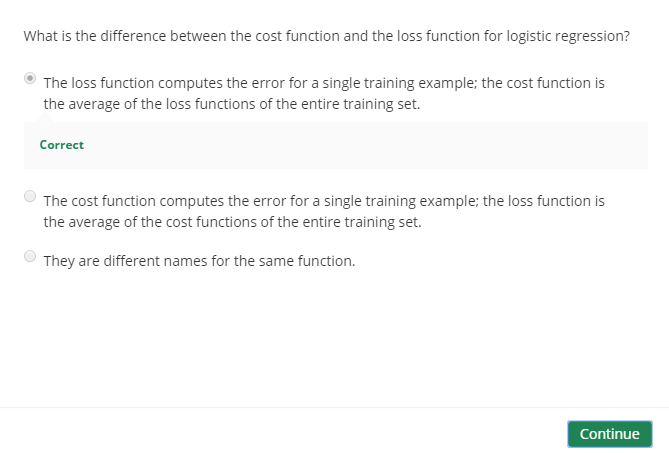 What is the difference between the cost function and the loss function for logistic regression?
The loss function computes the error for a single training example; the cost function is
the average of the loss functions of the entire training set.
Correct
The cost function computes the error for a single training example; the loss function is
the average of the cost functions of the entire training set.
They are different names for the same function.
Continue